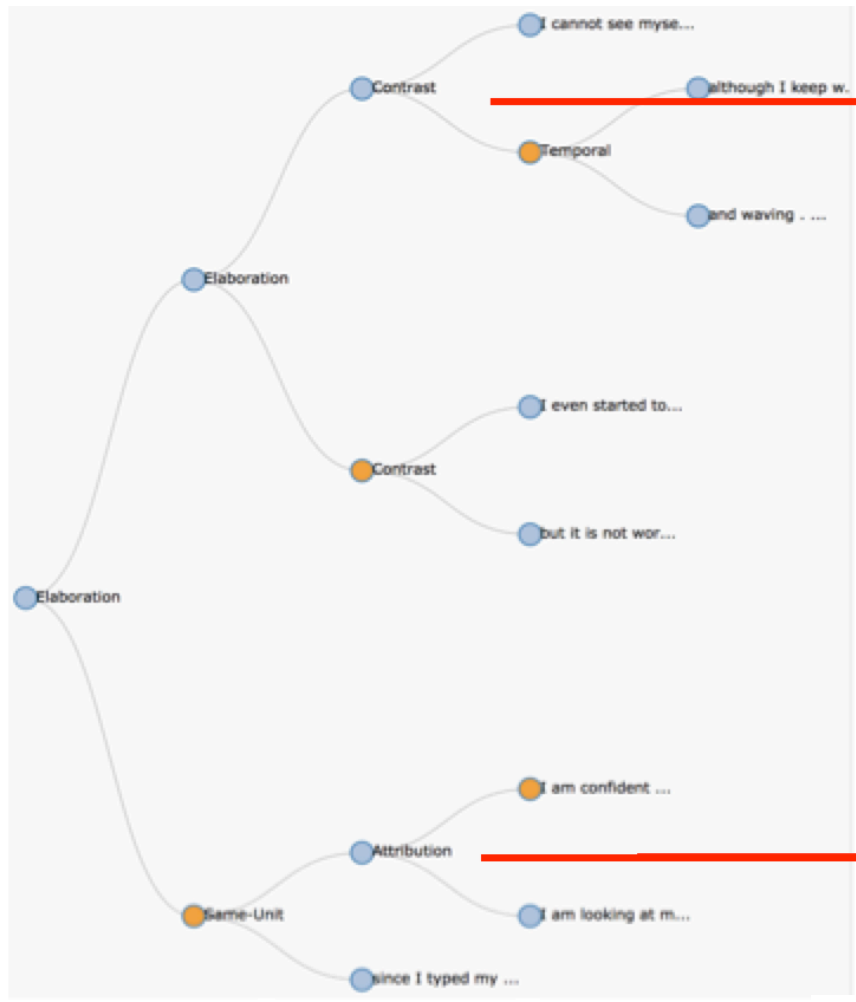 I cannot see myse...
Contrast
although I keep w.
Temporal
and waving . ...
Elaboration
I even started to...
Contrast
but it is not wor...
Elaboration
I am confident ...
Attribution
Same-Unit
I am looking at m...
since I typed my ...